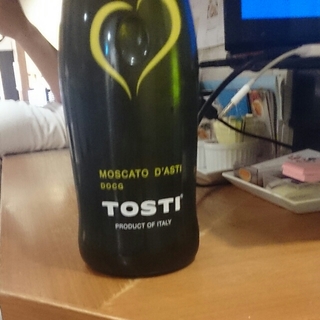 MOSCATO D'ASTI
DOCG
TOSTI
PRODUCT OF ITALY